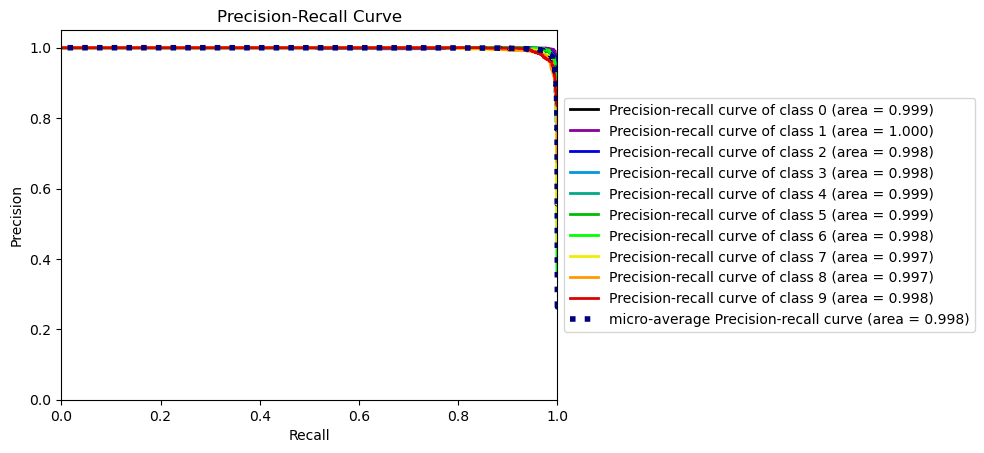 Precision-Recall Curve
Precision
1.0
0.8
0.6
0.4
0.2
0.0
0.0 0.2 0.4 0.6 0.8 1.0
Recall
Precision-recall curve of class 0 (area = 0.999)
Precision-recall curve of class 1 (area = 1.000)
Precision-recall curve of class 2 (area = 0.998)
Precision-recall curve of class 3 (area = 0.998)
Precision-recall curve of class 4 (area = 0.999)
Precision-recall curve of class 5 (area = 0.999)
Precision-recall curve of class 6 (area = 0.998)
Precision-recall curve of class 7 (area = 0.997)
Precision-recall curve of class 8 (area = 0.997)
Precision-recall curve of class 9 (area = 0.998)
micro-average Precision-recall curve (area = 0.998)